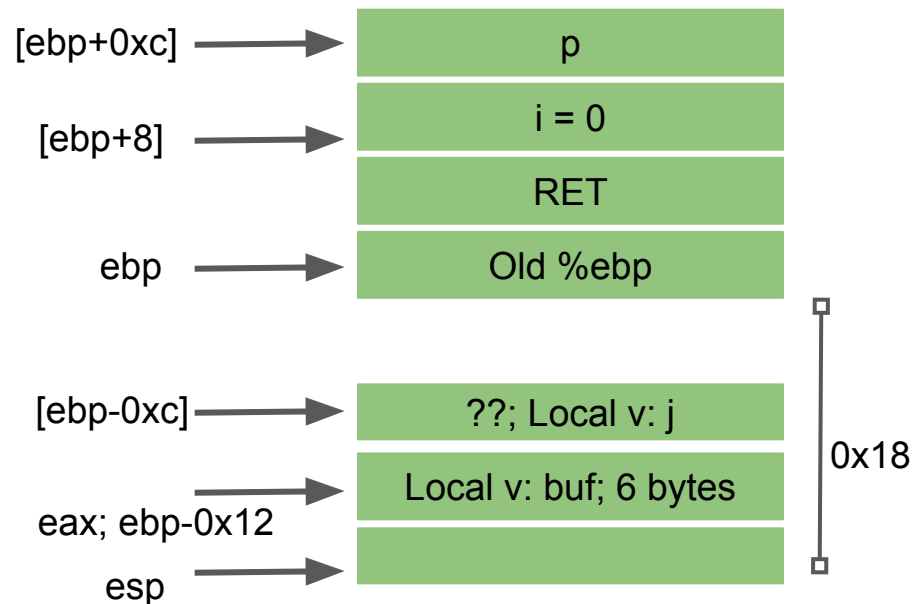 [ebp+0xc]
p
i = 0
[ebp+8]
RET
ebp
Old %ebp
[ebp-0xc]
??; Local v: j
0x18
Local v: buf; 6 bytes
eax; ebp-0x12
esp